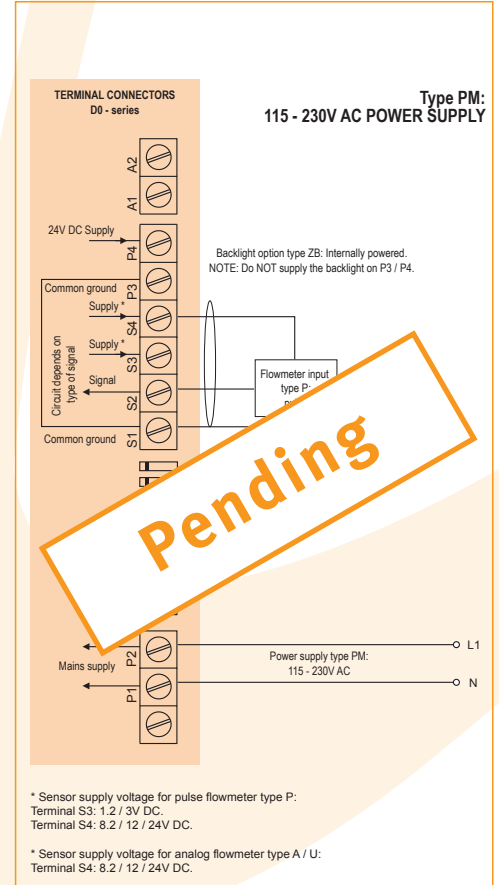 TERMINAL CONNECTORS
D0 - series
Type PM:
115 - 230V AC POWER SUPPLY
A2
A1
24V DC Supply
P4
Backlight option type ZB: Internally powered.
NOTE: Do NOT supply the backlight on P3 / P4.
Common ground
P3
Supply *
S4
Supply *
S3
Circuit depends on
type of signal
Signal
S2
Flowmeter input
type P:
Common ground
S1
Pending
P2
L1
Mains supply
Power supply type PM:
115 - 230V AC
P1
N
* Sensor supply voltage for pulse flowmeter type P:
Terminal S3: 1.2 / 3V DC.
Terminal S4: 8.2 / 12 / 24V DC.
* Sensor supply voltage for analog flowmeter type A / U:
Terminal S4: 8.2 / 12 / 24V DC.